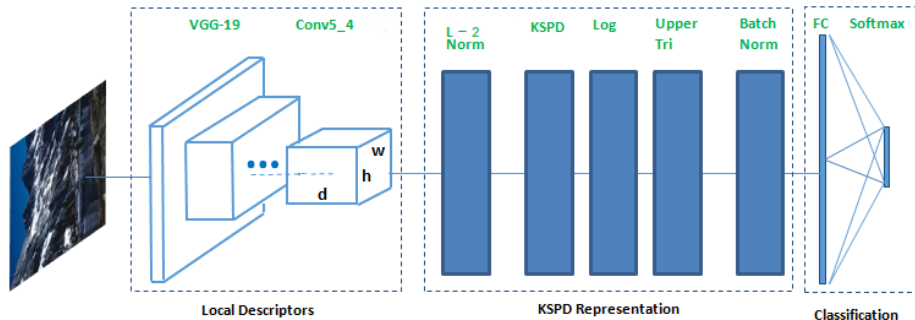 VGG-19
Conv5_4
L - 2
Norm
KSPD
Log
Upper
Tri
Batch
Norm
FC
Softmax
w
h
d
Local Descriptors
KSPD Representation
Classification